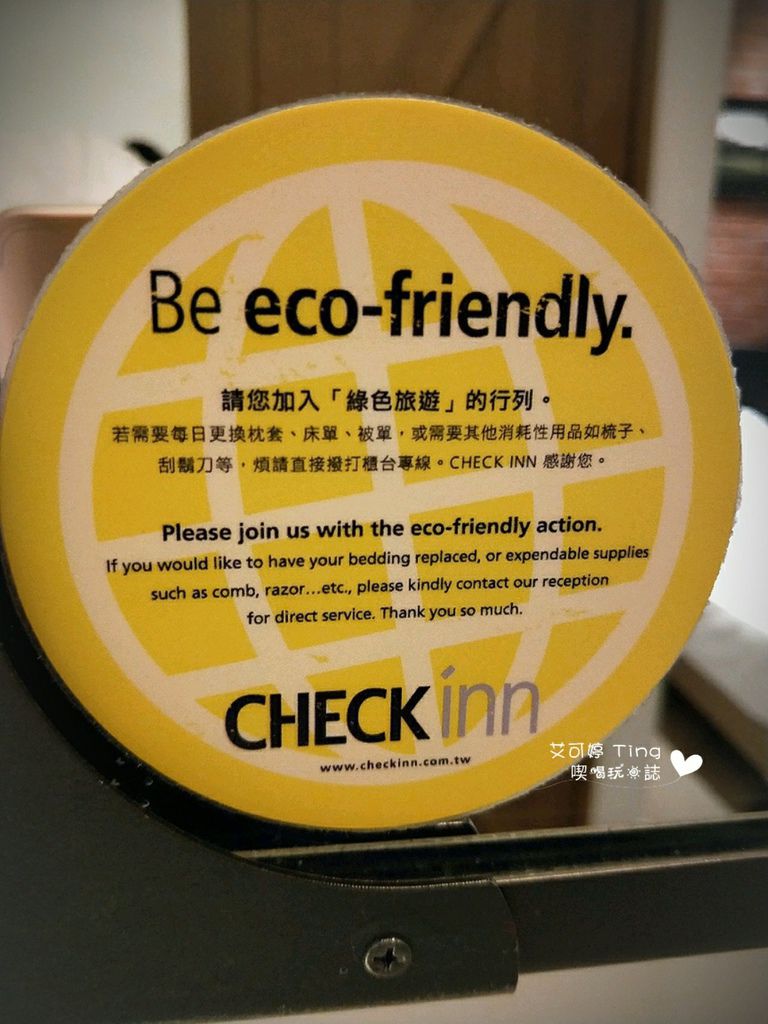 Be eco-friendly.
請您加入「綠色旅遊」的行列。
若需要每日更換枕套、床單、被單，或需要其他消耗性用品如梳子、
刮鬍刀等，煩請直接撥打櫃台專線。CHECK INN 感謝您。
Please join us with the eco-friendly action.
If you would like to have your bedding replaced, or expendable supplies
such as comb, razor...etc., please kindly contact our reception
for direct service. Thank you so much.
CHECK inn
www.checkinn.com.tw
艾可婷 Ting
喫喝玩樂誌